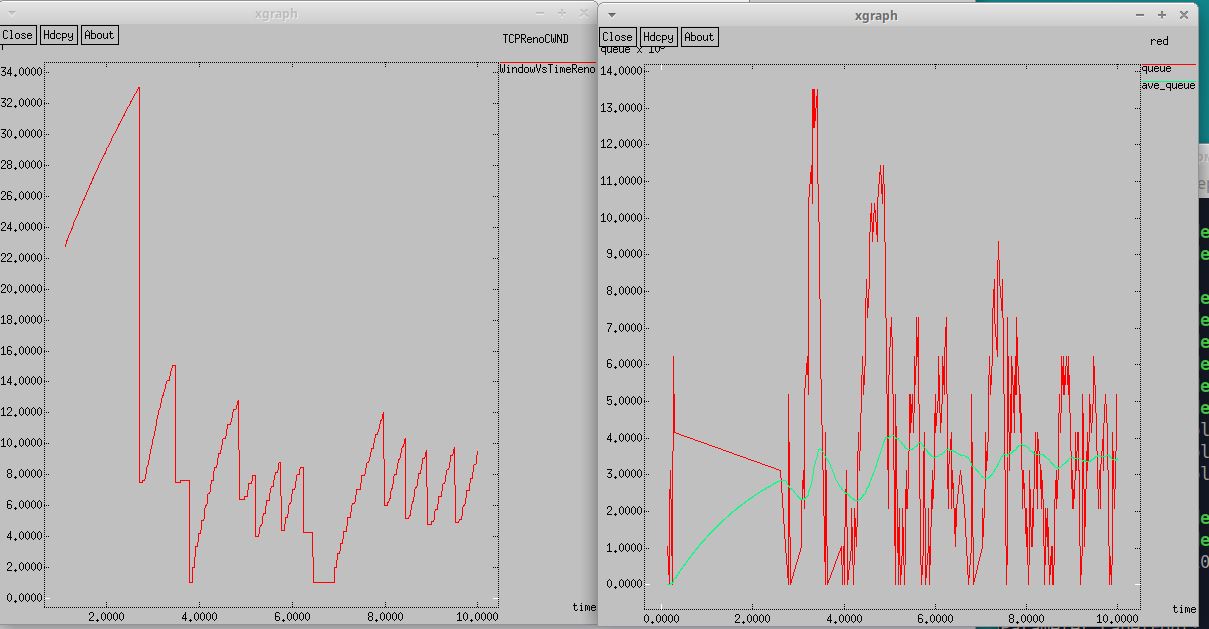 xgraph
Close Hdcpy About
TCPRenoCWND
WindowVsTimeReno
34.0000
32.0000
30.0000
28.0000
26.0000
24.0000
22.0000
20.0000
18.0000
16.0000
14.0000
12.0000
10.0000
8.0000
6.0000
4.0000
2.0000
0.0000
time
2.0000 4.0000 6.0000 8.0000 10.0000
xgraph
Close Hdcpy About
queue x 10³
red
queue
ave_queue
14.0000
13.0000
12.0000
11.0000
10.0000
9.0000
8.0000
7.0000
6.0000
5.0000
4.0000
3.0000
2.0000
1.0000
0.0000
time
0.0000 2.0000 4.0000 6.0000 8.0000 10.0000